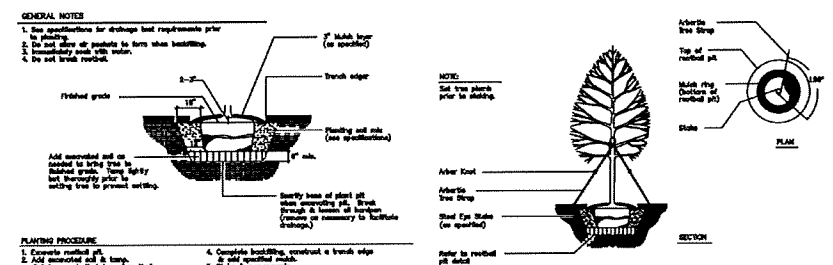 GENERAL NOTES
1. See specifications for drainage test requirements prior
to planting.
2. Do not allow air pockets to form when backfilling.
3. Immediately soak with water.
4. Do not break rootball.
3" Mulch layer
(as specified)
2-3"
Trench edger
Finished grade
18"
Planting soil mix
(see specifications)
6" min.
Add excavated soil as
needed to bring tree to
finished grade. Tamp lightly
but thoroughly prior to
setting tree to prevent settling.
Scarify base of plant pit
when excavating pit. Break
through & loosen all hardpan
(remove as necessary to facilitate
drainage.)
PLANTING PROCEDURE
1. Excavate rootball pit.
2. Add excavated soil & tamp.
4. Complete backfilling, construct a trench edge
& add specified mulch.
NOTE:
Set tree plumb
prior to staking.
Arbor Knot
Arbortie
Tree Strap
Steel Eye Stake
(as specified)
Refer to rootball
pit detail
SECTION
Arbortie
Tree Strap
Top of
rootball pit
Mulch ring
(bottom of
rootball pit)
Stake
120°
PLAN